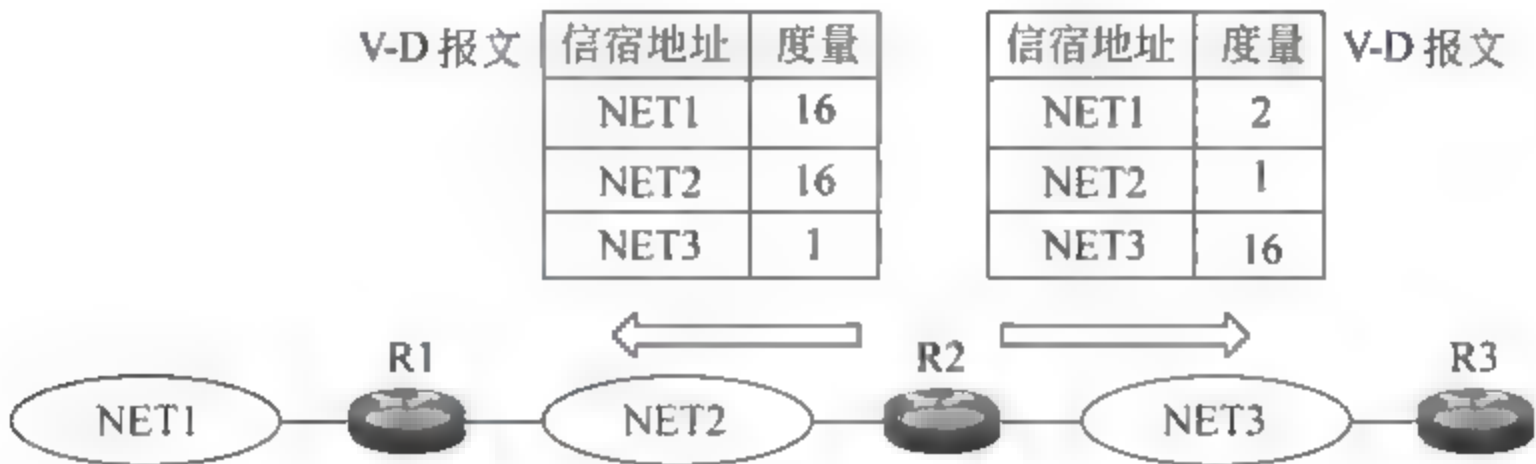 V-D 报文 信宿地址 度量 信宿地址 度量 V-D 报文
NET1 16 NET1 2
NET2 16 NET2 1
NET3 1 NET3 16
R1 R2 R3
NET1 NET2 NET3